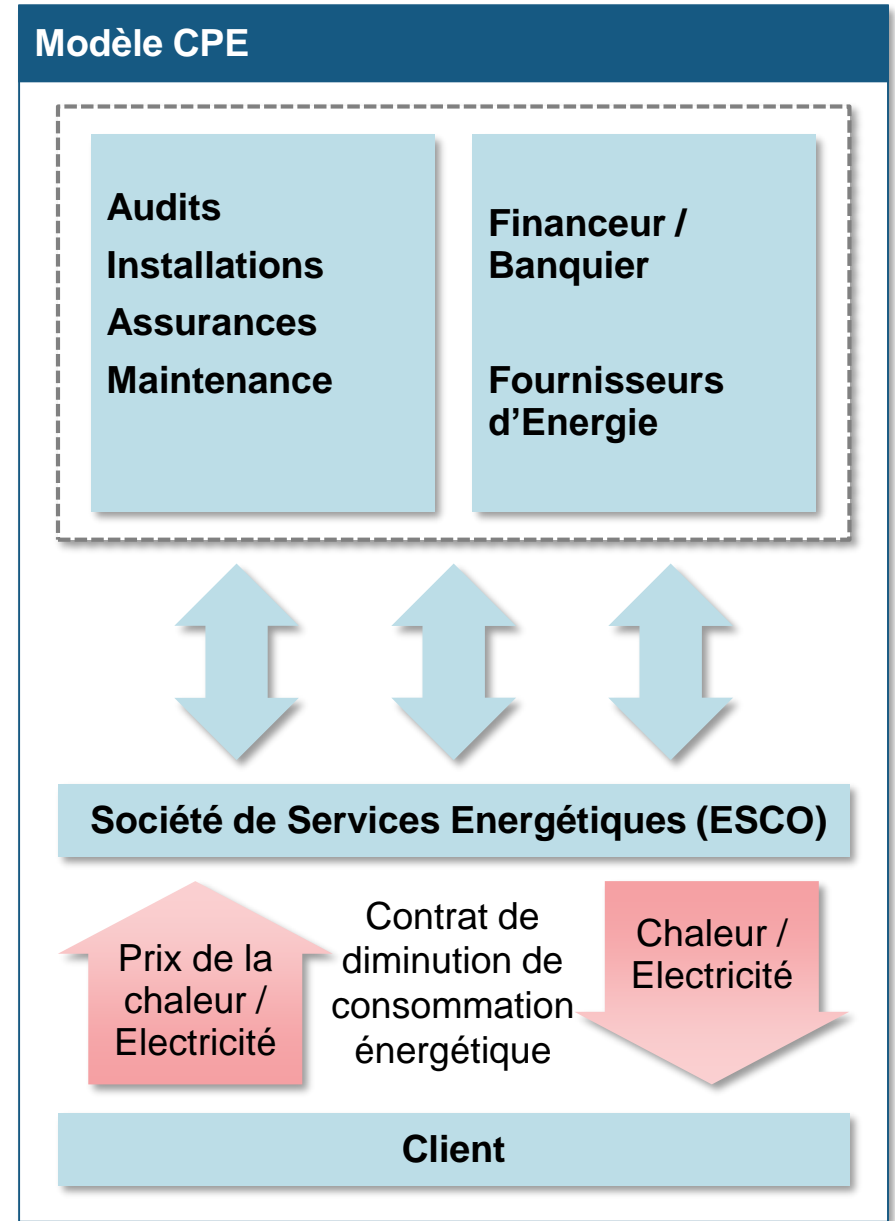 Modèle CPE
Audits
Installations
Assurances
Maintenance
Financeur /
Banquier
Fournisseurs
d’Energie
Société de Services Energétiques (ESCO)
Prix de la
chaleur /
Electricité
Contrat de
diminution de
consommation
énergétique
Chaleur /
Electricité
Client